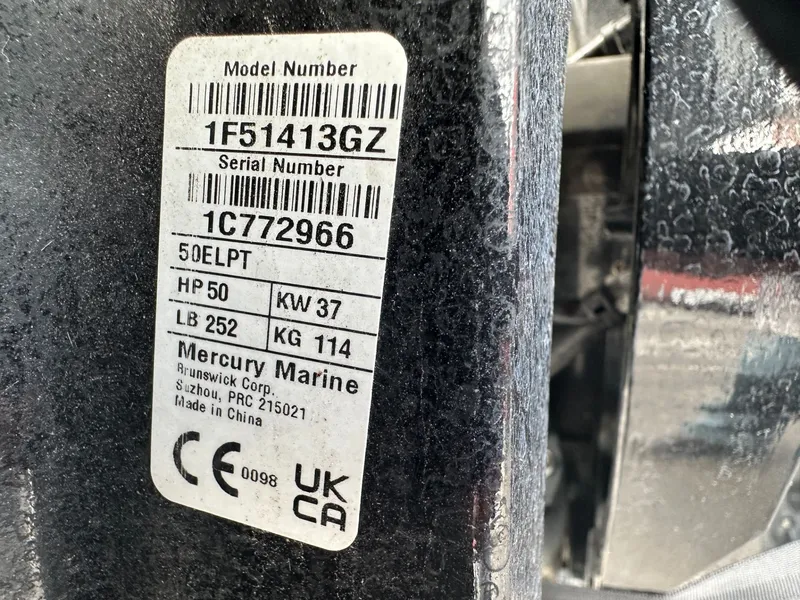 Model Number
1F51413GZ
Serial Number
1C772966
50ELPT
HP 50 KW 37
LB 252 KG 114
Mercury Marine
Brunswick Corp.
Suzhou, PRC 215021
Made in China
CE 0098 UK
CA